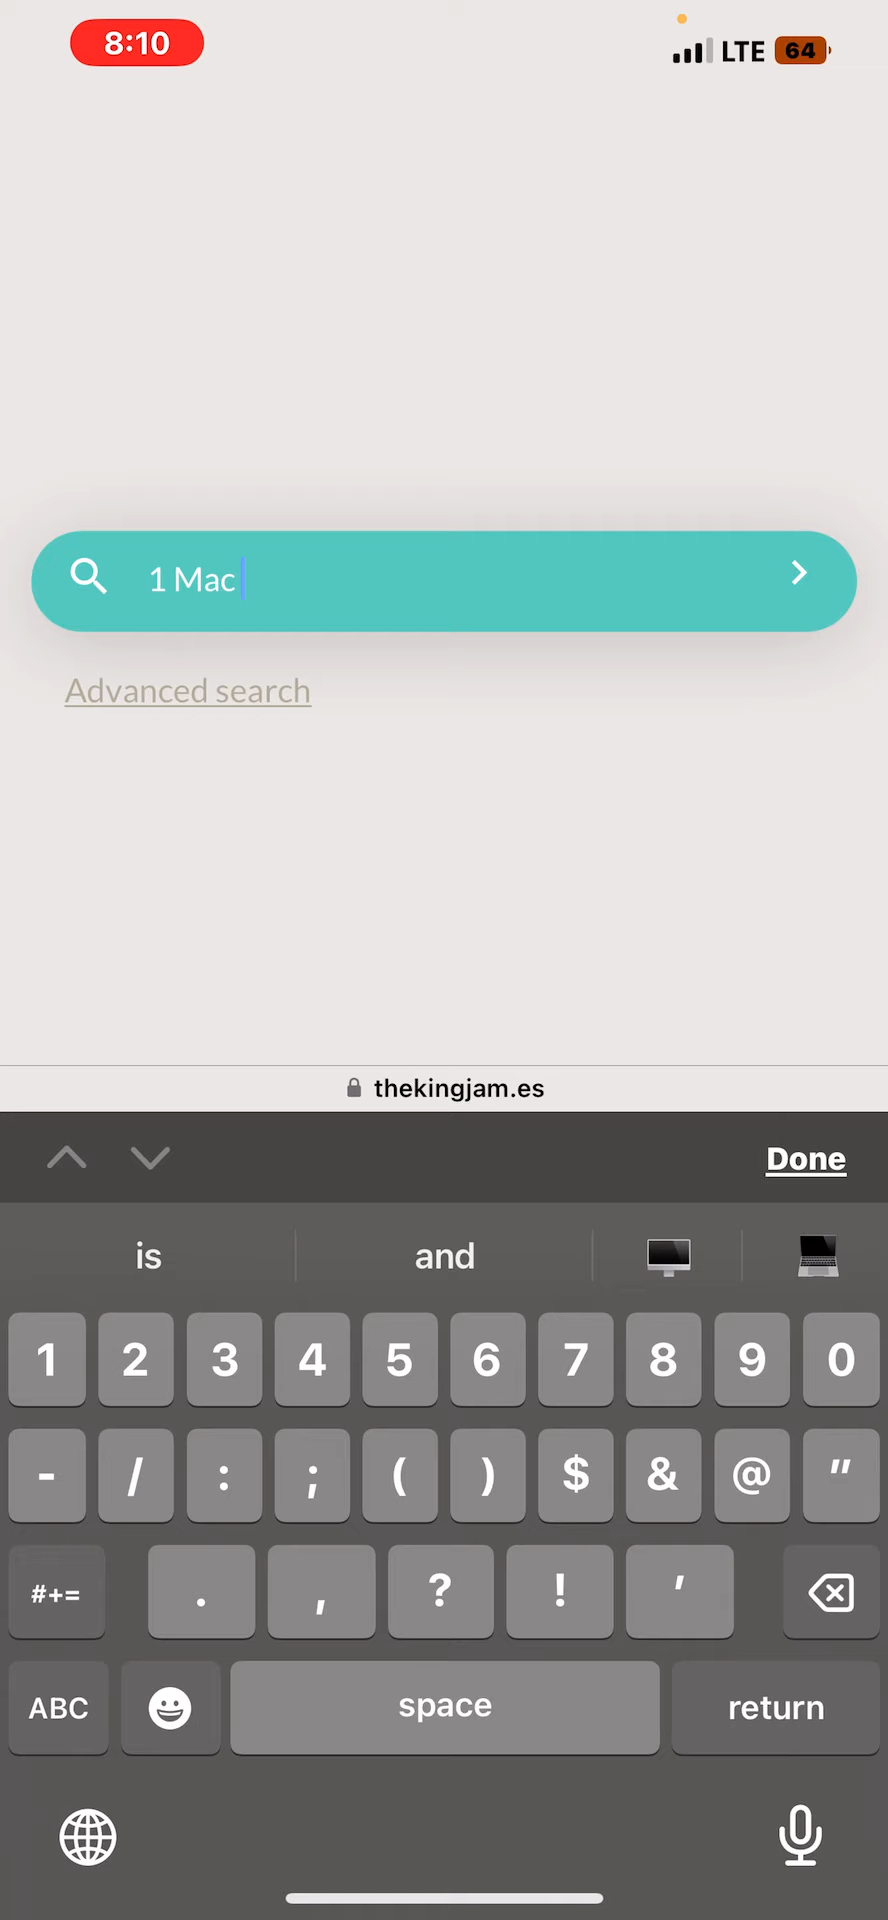 8:10 LTE 64
1 Mac
Advanced search
thekingjam.es
Done
is and
1 2 3 4 5 6 7 8 9 0
- / : ; ( ) $ & @ "
#+= . , ? ! '
ABC space return